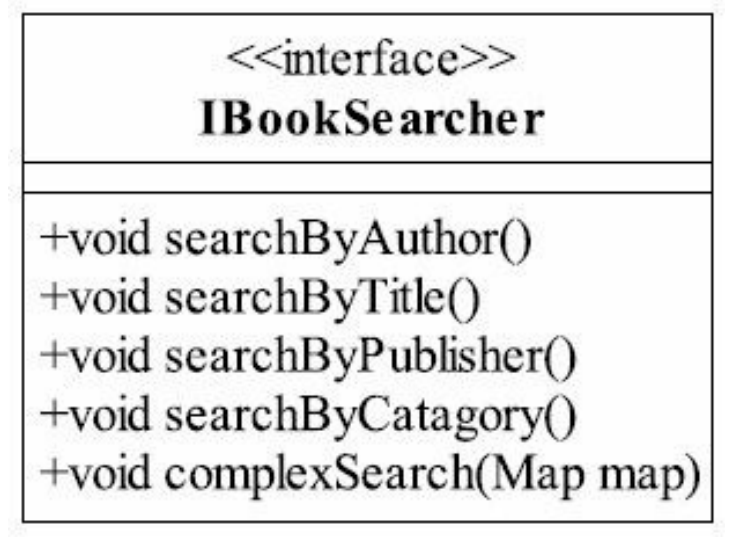 <<interface>>
IBookSearcher
+void searchByAuthor()
+void searchByTitle()
+void searchByPublisher()
+void searchByCatagory()
+void complexSearch(Map map)